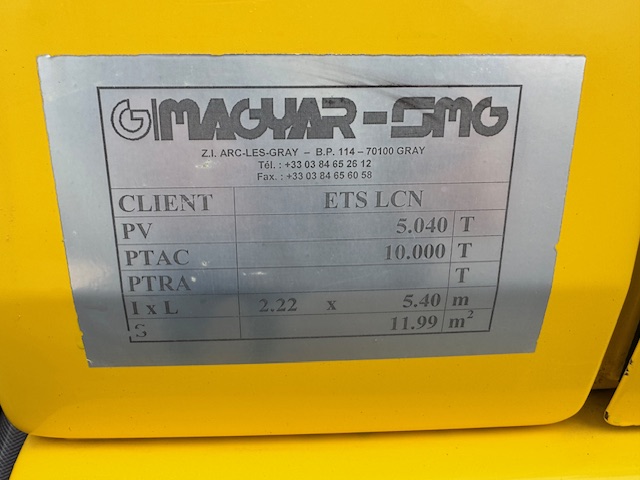 MAGYAR-SMG
Z.I. ARC-LES-GRAY – B.P. 114 – 70100 GRAY
Tél. : +33 03 84 65 26 12
Fax. : +33 03 84 65 60 58
CLIENT ETS LCN
PV 5.040 T
PTAC 10.000 T
PTRA T
l x L 2.22 x 5.40 m
S 11.99 m²